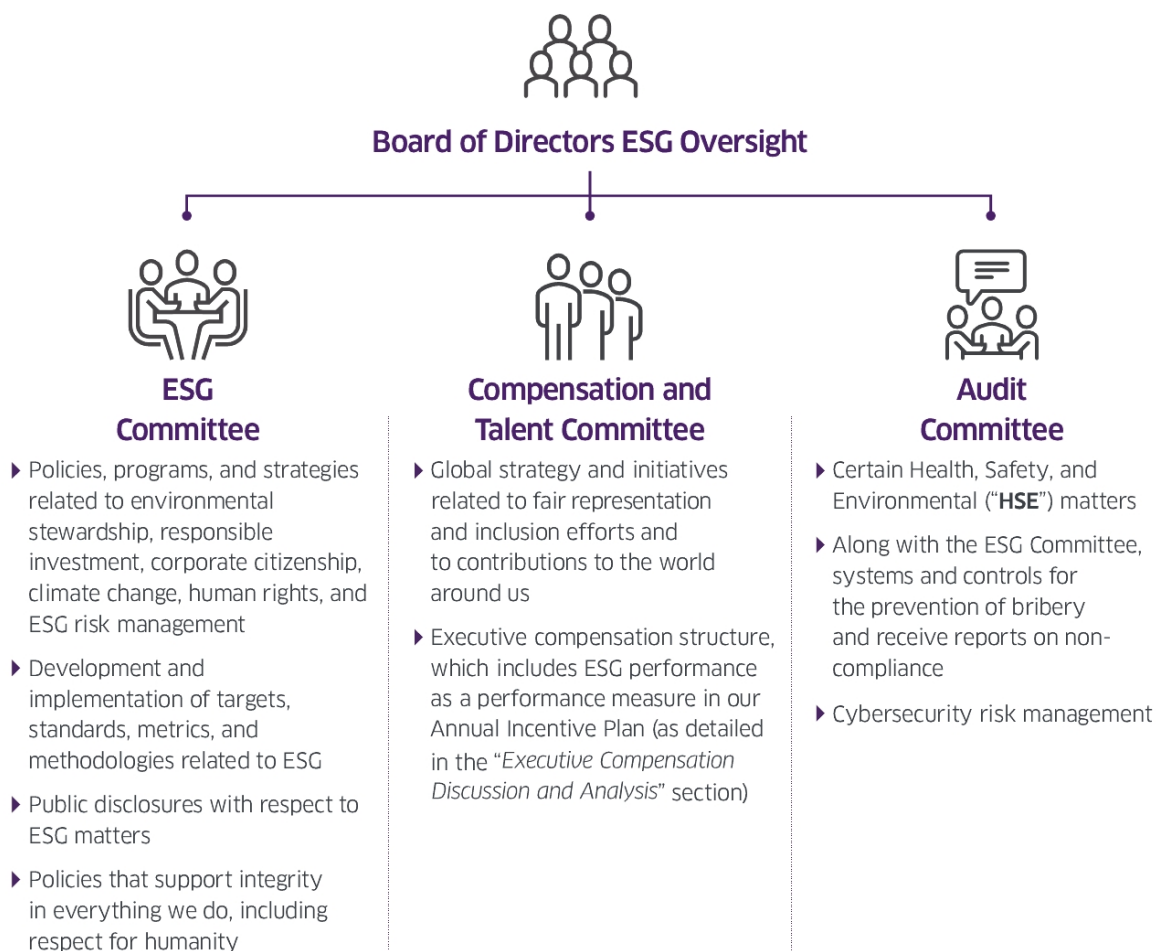 Board of Directors ESG Oversight
ESG
Committee
▶ Policies, programs, and strategies
related to environmental
stewardship, responsible
investment, corporate citizenship,
climate change, human rights, and
ESG risk management
▶ Development and
implementation of targets,
standards, metrics, and
methodologies related to ESG
▶ Public disclosures with respect to
ESG matters
▶ Policies that support integrity
in everything we do, including
respect for humanity
Compensation and
Talent Committee
▶ Global strategy and initiatives
related to fair representation
and inclusion efforts and
to contributions to the world
around us
▶ Executive compensation structure,
which includes ESG performance
as a performance measure in our
Annual Incentive Plan (as detailed
in the “Executive Compensation
Discussion and Analysis” section)
Audit
Committee
▶ Certain Health, Safety, and
Environmental (“HSE”) matters
▶ Along with the ESG Committee,
systems and controls for
the prevention of bribery
and receive reports on non-
compliance
▶ Cybersecurity risk management